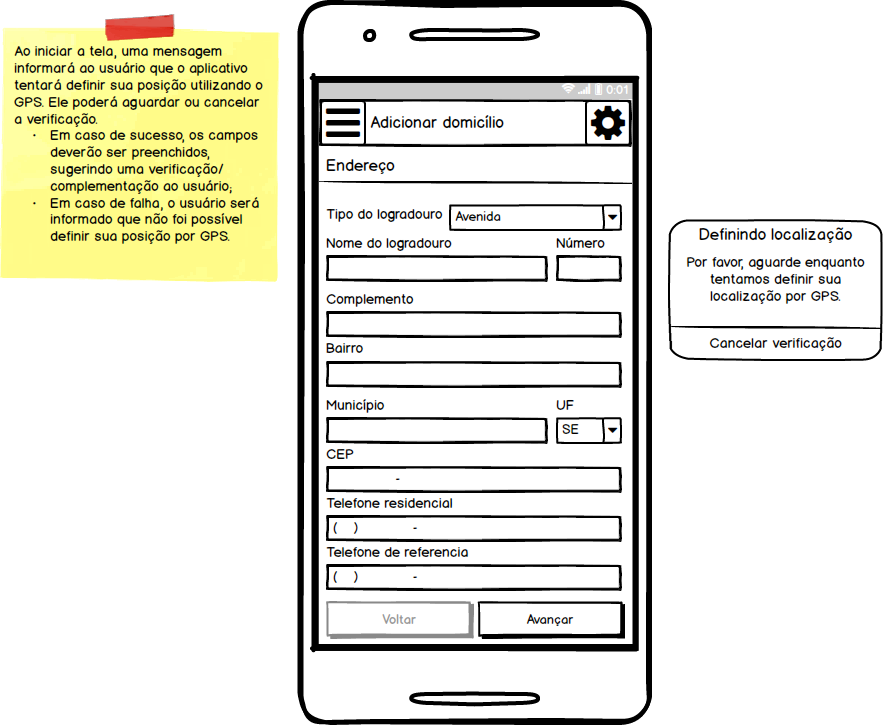 Ao iniciar a tela, uma mensagem
informará ao usuário que o aplicativo
tentará definir sua posição utilizando o
GPS. Ele poderá aguardar ou cancelar
a verificação.
• Em caso de sucesso, os campos
deverão ser preenchidos,
sugerindo uma verificação/
complementação ao usuário;
• Em caso de falha, o usuário será
informado que não foi possível
definir sua posição por GPS.
0:01
Adicionar domicílio
Endereço
Tipo do logradouro Avenida
Nome do logradouro Número
Complemento
Bairro
Município UF
SE
CEP
-
Telefone residencial
( ) -
Telefone de referencia
( ) -
Voltar Avançar
Definindo localização
Por favor, aguarde enquanto
tentamos definir sua
localização por GPS.
Cancelar verificação